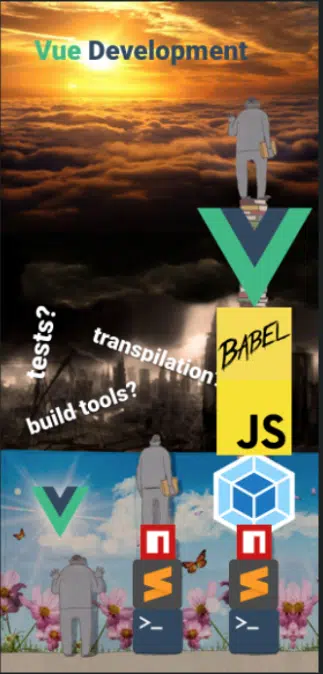 Vue Development
tests?
transpilation?
build tools?
BABEL
JS
>_
>_